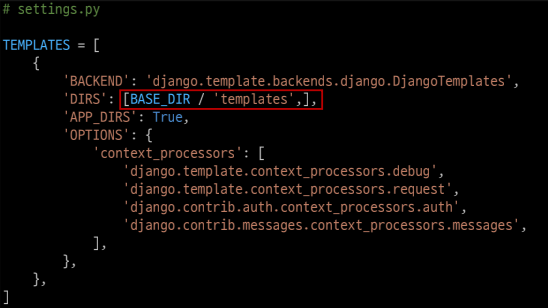 # settings.py
TEMPLATES = [
    {
        'BACKEND': 'django.template.backends.django.DjangoTemplates',
        'DIRS': [BASE_DIR / 'templates',],
        'APP_DIRS': True,
        'OPTIONS': {
            'context_processors': [
                'django.template.context_processors.debug',
                'django.template.context_processors.request',
                'django.contrib.auth.context_processors.auth',
                'django.contrib.messages.context_processors.messages',
            ],
        },
    },
]